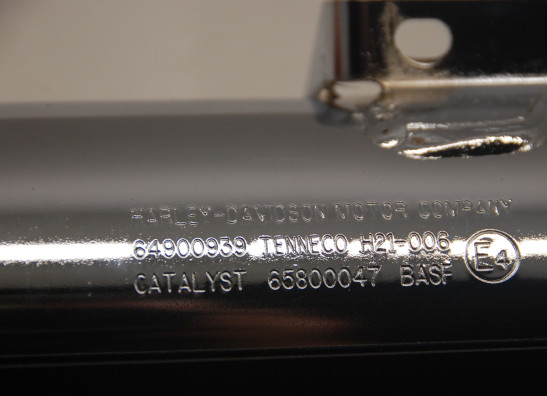 HARLEY-DAVIDSON MOTOR COMPANY
64900939 TENNECO H21-006
CATALYST 65800047 BASF E4